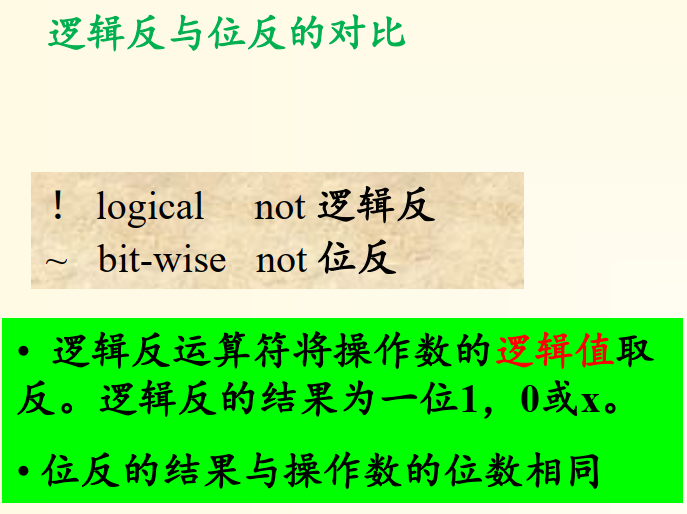 逻辑反与位反的对比
! logical not 逻辑反
~ bit-wise not 位反
• 逻辑反运算符将操作数的逻辑值取
反。逻辑反的结果为一位1，0或x。
• 位反的结果与操作数的位数相同